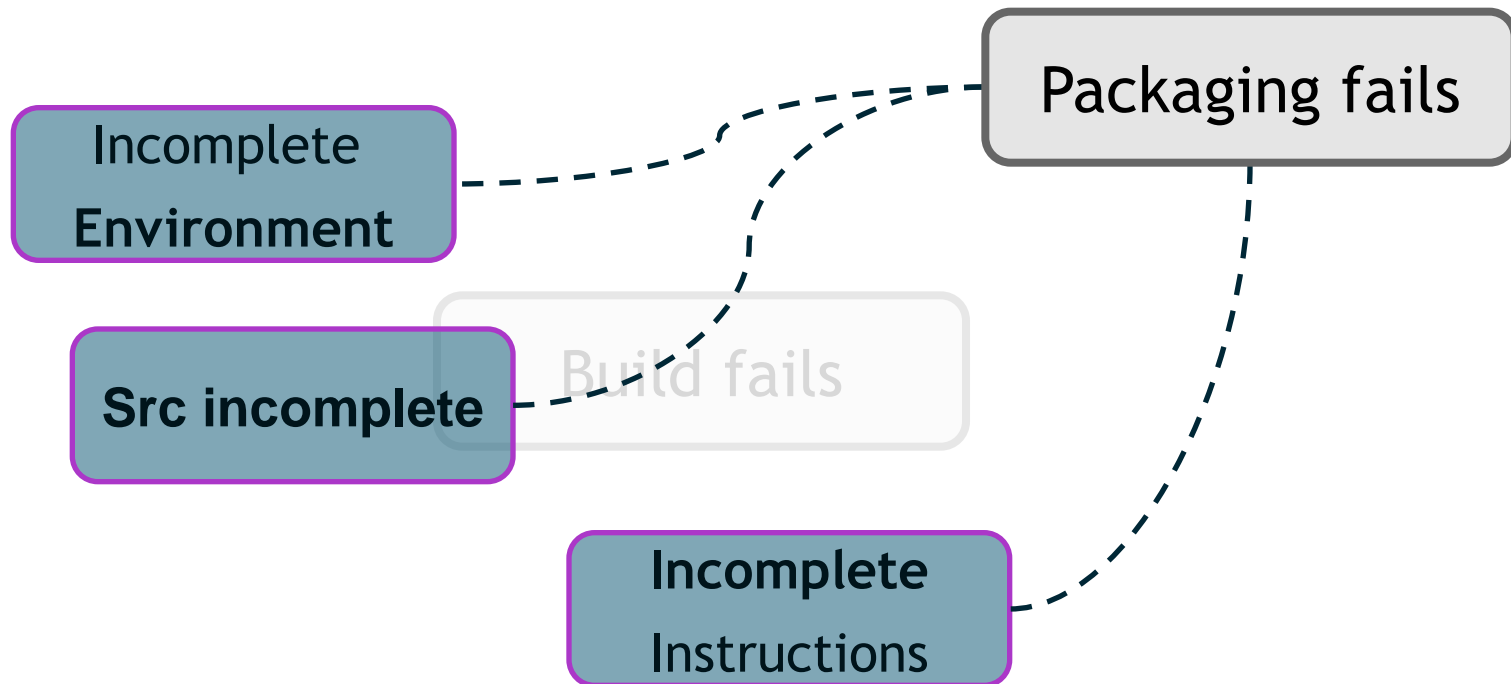 Packaging fails
Incomplete
Environment
Build fails
Src incomplete
Incomplete
Instructions